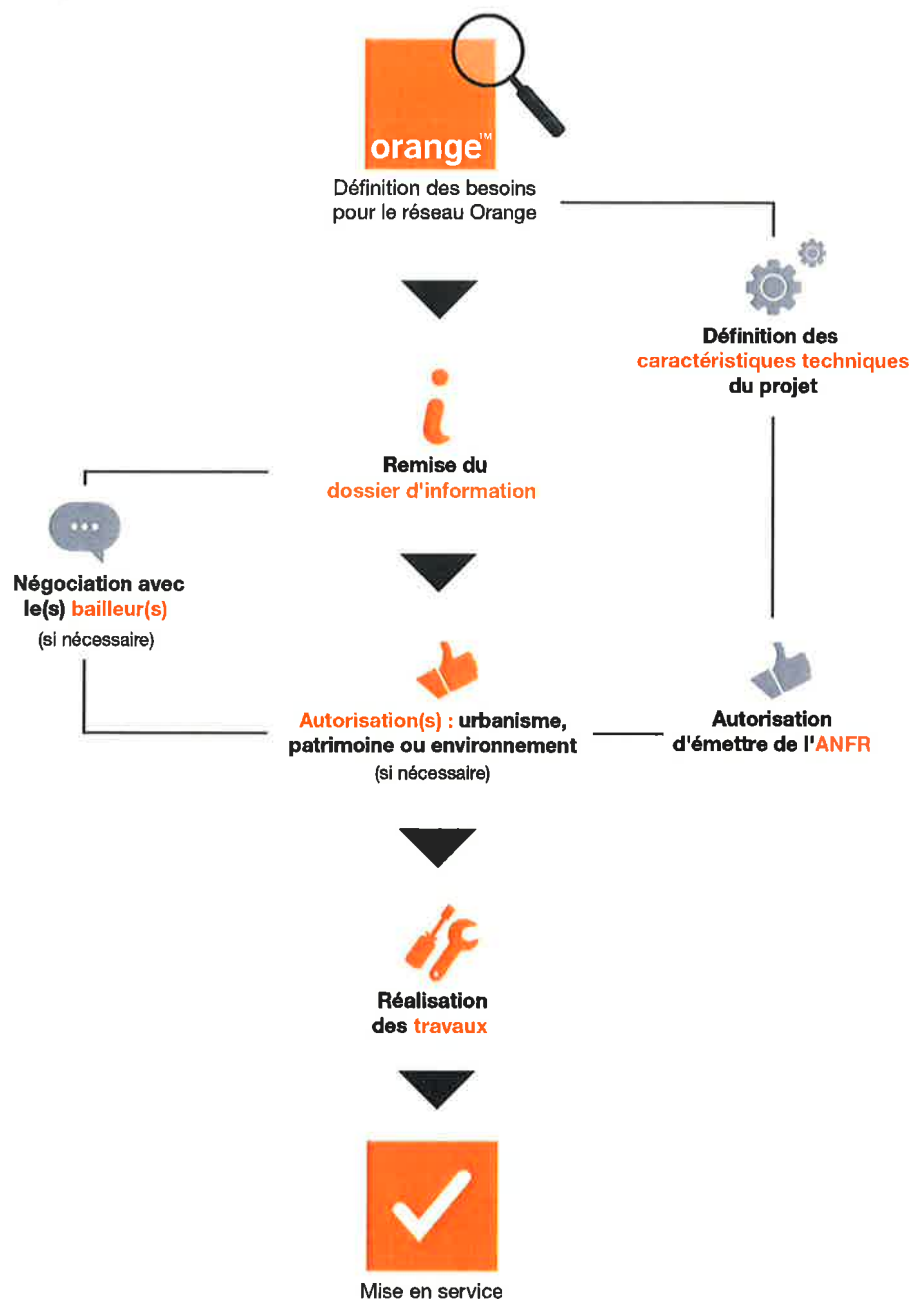 orange™
Définition des besoins
pour le réseau Orange
Définition des
caractéristiques techniques
du projet
Remise du
dossier d'information
Négociation avec
le(s) bailleur(s)
(si nécessaire)
Autorisation(s) : urbanisme,
patrimoine ou environnement
(si nécessaire)
Autorisation
d'émettre de l'ANFR
Réalisation
des travaux
Mise en service